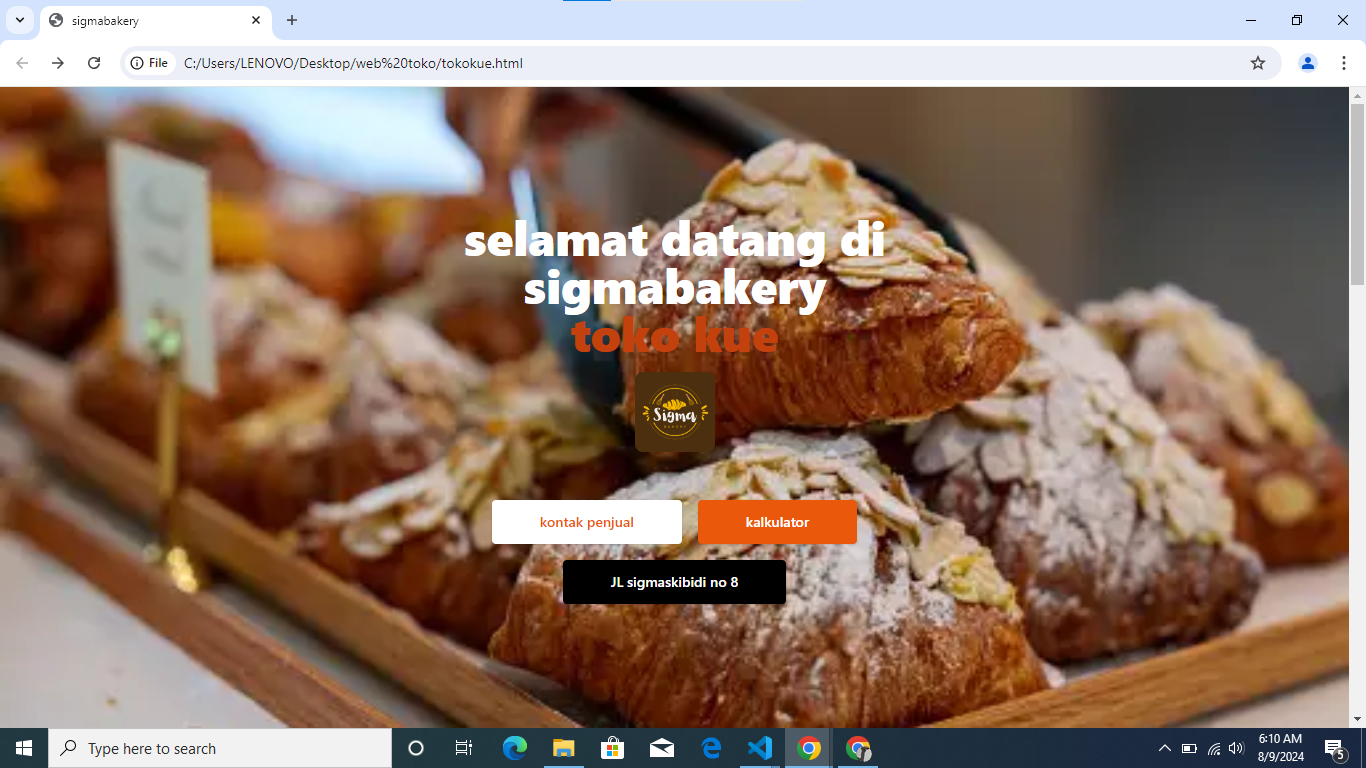 sigmabakery
File
C:/Users/LENOVO/Desktop/web%20toko/tokokue.html
selamat datang di
sigmabakery
toko kue
Sigma
BAKERY
kontak penjual
kalkulator
JL sigmaskibidi no 8
Type here to search
6:10 AM
8/9/2024
5